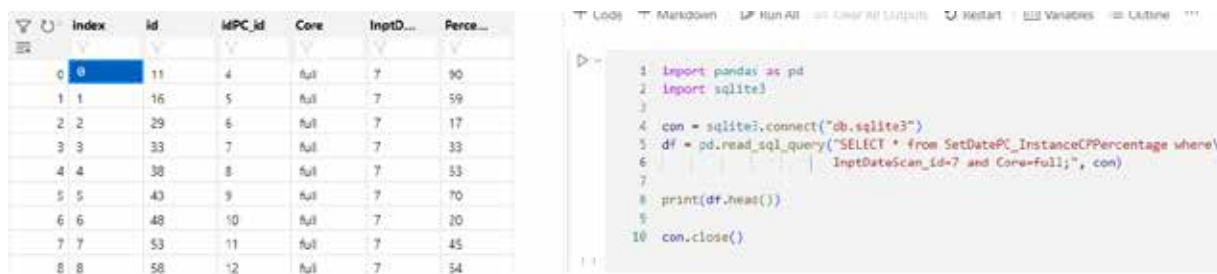 index id idPC_id Core InptD... Perce...
0 0 11 4 full 7 90
1 1 16 5 full 7 59
2 2 29 6 full 7 17
3 3 33 7 full 7 33
4 4 38 8 full 7 53
5 5 43 9 full 7 70
6 6 48 10 full 7 20
7 7 53 11 full 7 45
8 8 58 12 full 7 54
+ Code + Markdown Run All Clear All Outputs Restart Variables Outline ...
1 import pandas as pd
2 import sqlite3
3
4 con = sqlite3.connect("db.sqlite3")
5 df = pd.read_sql_query("SELECT * from SetDatePC_InstanceCPPercentage where\
6 InptDateScan_id=7 and Core=full;", con)
7
8 print(df.head())
9
10 con.close()